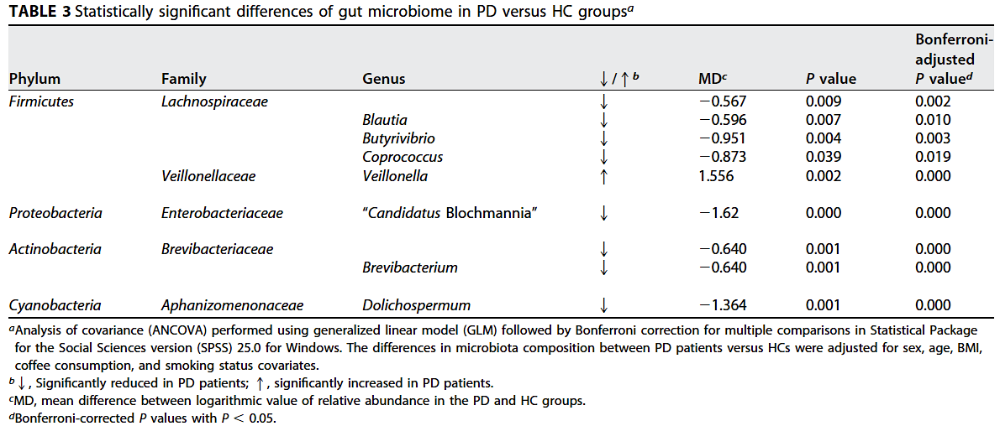 TABLE 3 Statistically significant differences of gut microbiome in PD versus HC groupsa
Bonferroni-
adjusted
Phylum Family Genus ↓/↑b MDc P value P valued
Firmicutes Lachnospiraceae ↓ −0.567 0.009 0.002
Blautia ↓ −0.596 0.007 0.010
Butyrivibrio ↓ −0.951 0.004 0.003
Coprococcus ↓ −0.873 0.039 0.019
Veillonellaceae Veillonella ↑ 1.556 0.002 0.000
Proteobacteria Enterobacteriaceae “Candidatus Blochmannia” ↓ −1.62 0.000 0.000
Actinobacteria Brevibacteriaceae ↓ −0.640 0.001 0.000
Brevibacterium ↓ −0.640 0.001 0.000
Cyanobacteria Aphanizomenonaceae Dolichospermum ↓ −1.364 0.001 0.000
aAnalysis of covariance (ANCOVA) performed using generalized linear model (GLM) followed by Bonferroni correction for multiple comparisons in Statistical Package
for the Social Sciences version (SPSS) 25.0 for Windows. The differences in microbiota composition between PD patients versus HCs were adjusted for sex, age, BMI,
coffee consumption, and smoking status covariates.
b↓, Significantly reduced in PD patients; ↑, significantly increased in PD patients.
cMD, mean difference between logarithmic value of relative abundance in the PD and HC groups.
dBonferroni-corrected P values with P < 0.05.